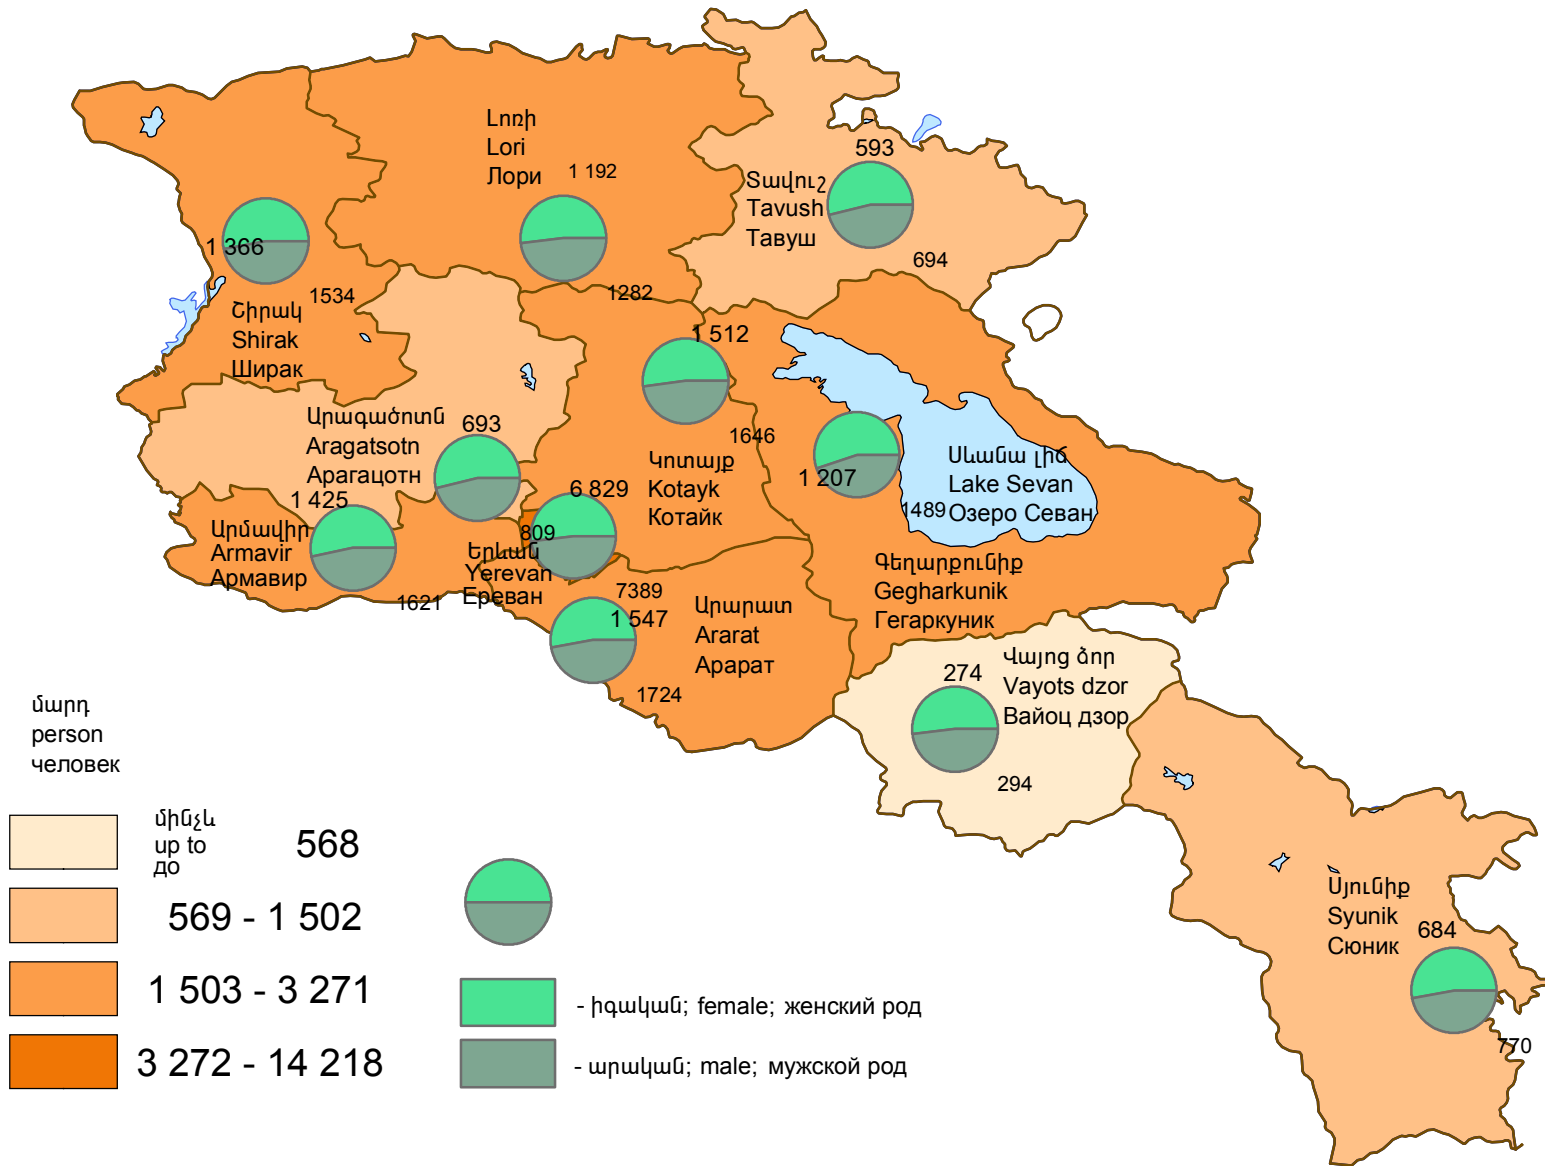 Լոռի
Lori
Лори
1 192
1282
593
Տավուշ
Tavush
Тавуш
694
1 366
1534
Շիրակ
Shirak
Ширак
1 512
1646
Կոտայք
Kotayk
Котайк
Արագածոտն
Aragatsotn
Арагацотн
693
809
1 425
Արմավիր
Armavir
Армавир
1621
6 829
Երևան
Yerevan
Ереван
7389
1 207
1489
Սևանա լիճ
Lake Sevan
Озеро Севан
Գեղարքունիք
Gegharkunik
Гегаркуник
1 547
Արարատ
Ararat
Арарат
1724
274
Վայոց ձոր
Vayots dzor
Вайоц дзор
294
Սյունիք
Syunik
Сюник
684
770
մարդ
person
человек
մինչև
up to
до
568
569 - 1 502
1 503 - 3 271
3 272 - 14 218
- իգական; female; женский род
- արական; male; мужской род